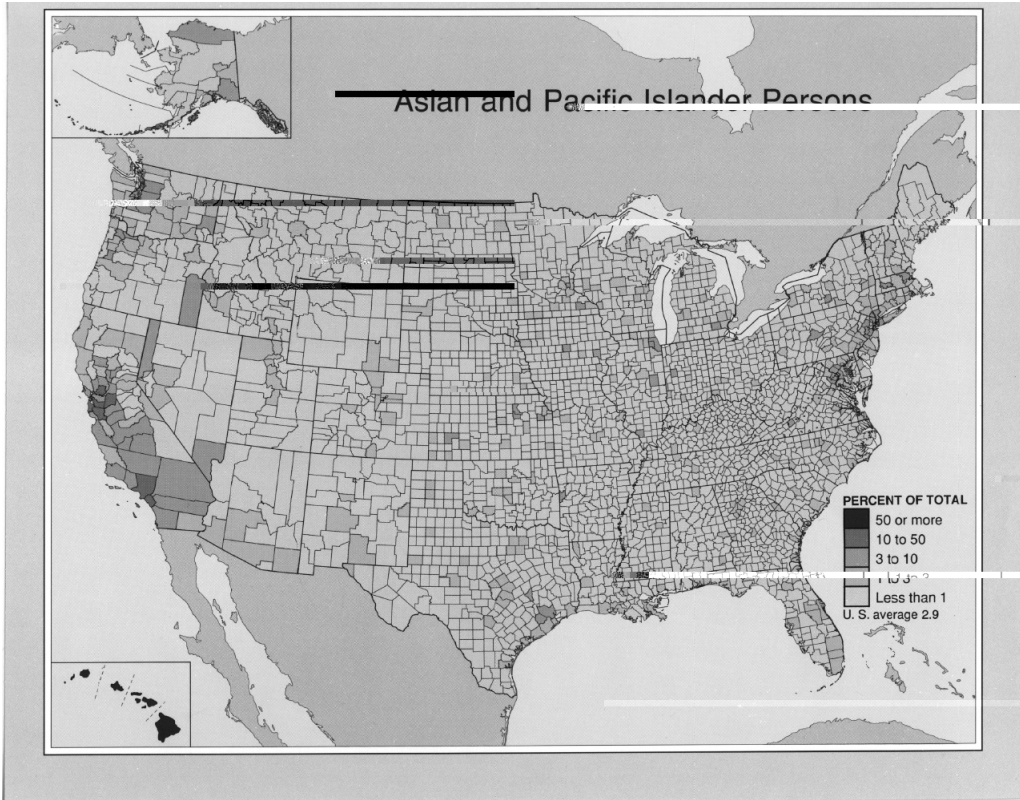 Asian and Pacific Islander Persons
PERCENT OF TOTAL
50 or more
10 to 50
3 to 10
Less than 1
U. S. average 2.9